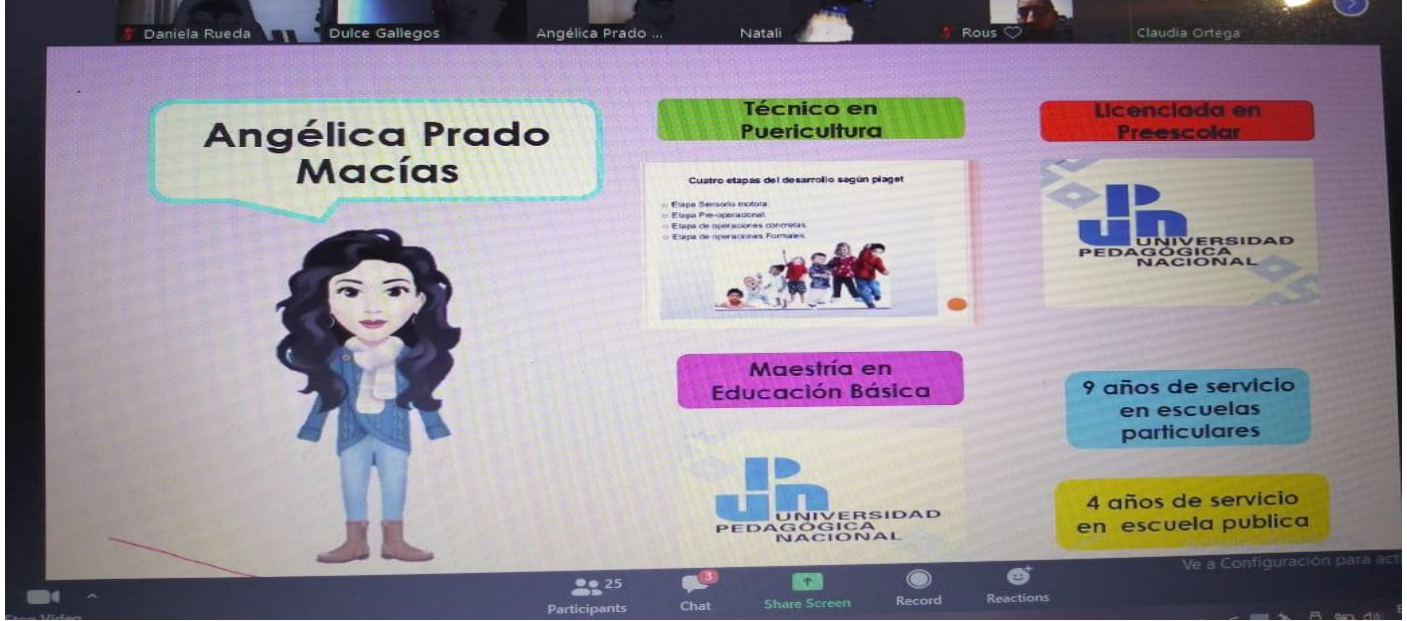 Daniela Rueda
Dulce Gallegos
Angélica Prado ...
Natali
Rous ♡
Claudia Ortega
Angélica Prado
Macías
Técnico en
Puericultura
Cuatro etapas del desarrollo según piaget
Etapa Sensorio motora.
Etapa Pre-operacional.
Etapa de operaciones concretas.
Etapa de operaciones Formales.
Licenciada en
Preescolar
UNIVERSIDAD
PEDAGÓGICA
NACIONAL
Maestría en
Educación Básica
UNIVERSIDAD
PEDAGÓGICA
NACIONAL
9 años de servicio
en escuelas
particulares
4 años de servicio
en escuela publica
Ve a Configuración para
25
Participants
3
Chat
Share Screen
Record
Reactions
Stop Video